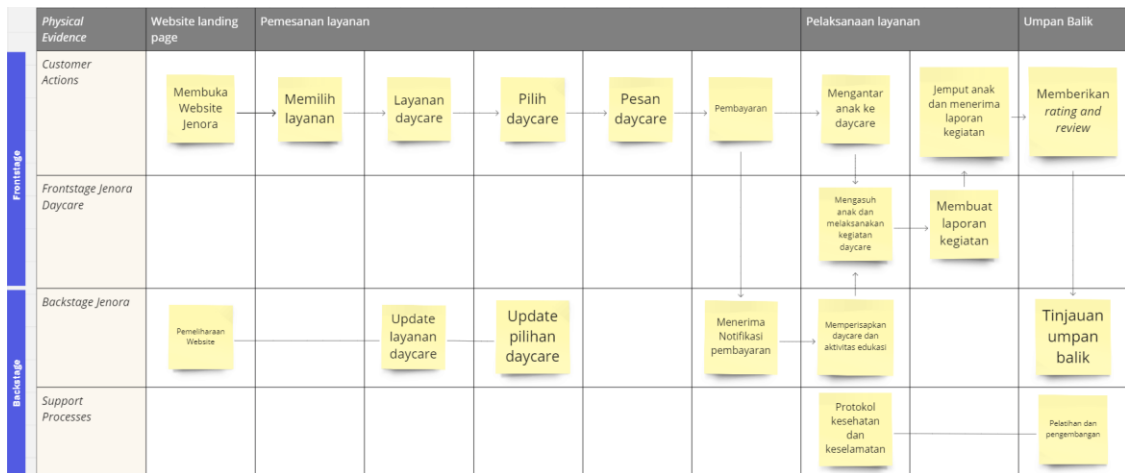 Physical
Evidence
Website landing
page
Pemesanan layanan
Pelaksanaan layanan
Umpan Balik
Frontstage
Customer
Actions
Membuka
Website
Jenora
Memilih
layanan
Layanan
daycare
Pilih
daycare
Pesan
daycare
Pembayaran
Mengantar
anak ke
daycare
Jemput anak
dan menerima
laporan
kegiatan
Memberikan
rating and
review
Frontstage Jenora
Daycare
Mengasuh
anak dan
melaksanakan
kegiatan
daycare
Membuat
laporan
kegiatan
Backstage
Backstage Jenora
Pemeliharaan
Website
Update
layanan
daycare
Update
pilihan
daycare
Menerima
Notifikasi
pembayaran
Memperisapkan
daycare dan
aktivitas edukasi
Tinjauan
umpan
balik
Support
Processes
Protokol
kesehatan
dan
keselamatan
Pelatihan dan
pengembangan